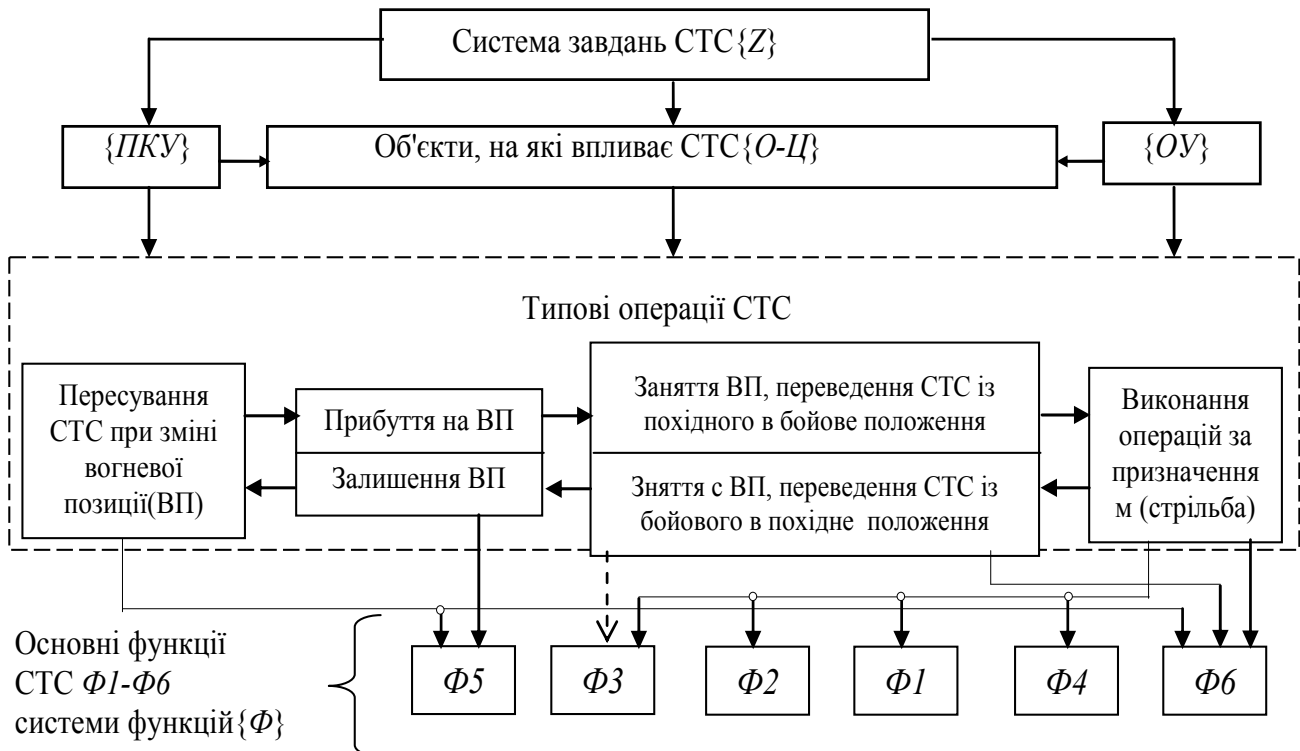 Система завдань СТС{Z}
{ПКУ}
Об'єкти, на які впливає СТС{О-Ц}
{ОУ}
Типові операції СТС
Пересування
СТС при зміні
вогневої
позиції(ВП)
Прибуття на ВП
Залишення ВП
Заняття ВП, переведення СТС із
похідного в бойове положення
Зняття с ВП, переведення СТС із
бойового в похідне положення
Виконання
операцій за
призначення
м (стрільба)
Основні функції
СТС Ф1-Ф6
системи функцій{Ф}
Ф5
Ф3
Ф2
Ф1
Ф4
Ф6